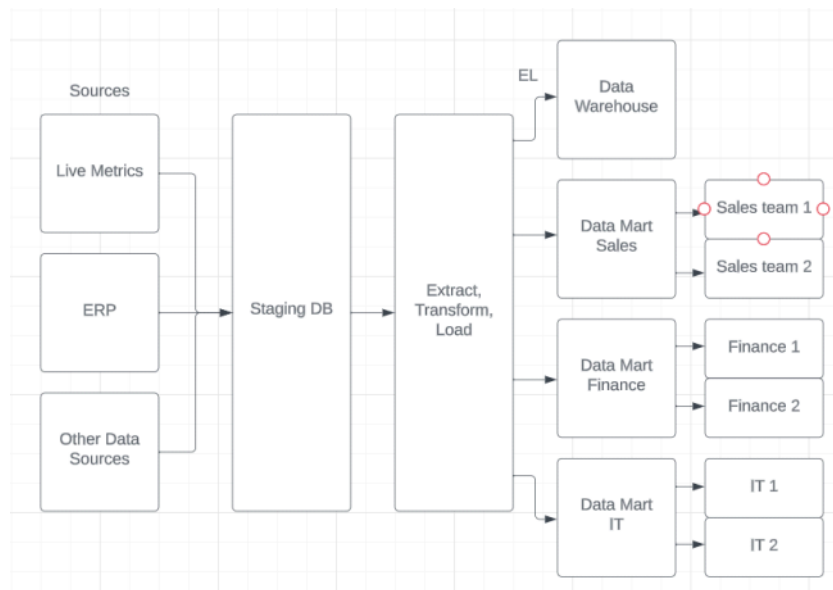 Sources
Live Metrics
ERP
Other Data
Sources
Staging DB
Extract,
Transform,
Load
EL
Data
Warehouse
Data Mart
Sales
Sales team 1
Sales team 2
Data Mart
Finance
Finance 1
Finance 2
Data Mart
IT
IT 1
IT 2